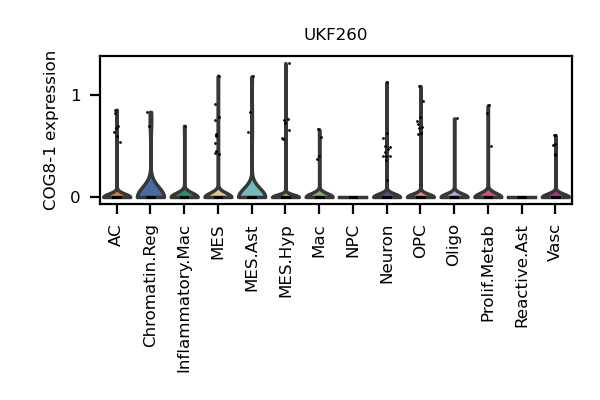 UKF260
COG8-1 expression
1
0
AC
Chromatin.Reg
Inflammatory.Mac
MES
MES.Ast
MES.Hyp
Mac
NPC
Neuron
OPC
Oligo
Prolif.Metab
Reactive.Ast
Vasc